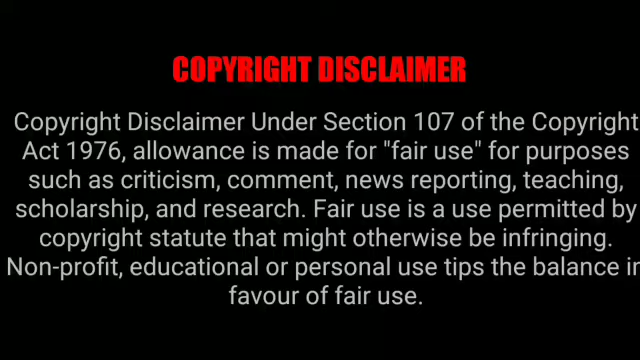 COPYRIGHT DISCLAIMER
Copyright Disclaimer Under Section 107 of the Copyright
Act 1976, allowance is made for "fair use" for purposes
such as criticism, comment, news reporting, teaching,
scholarship, and research. Fair use is a use permitted by
copyright statute that might otherwise be infringing.
Non-profit, educational or personal use tips the balance in
favour of fair use.